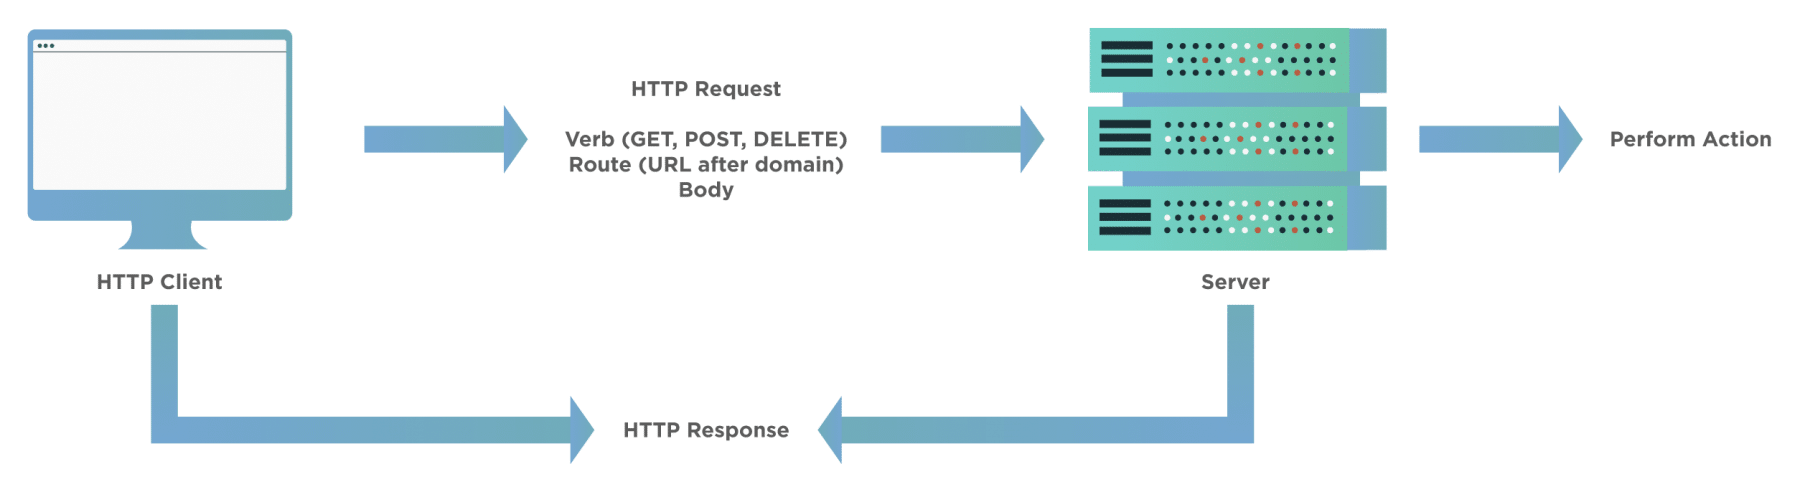 HTTP Request
Verb (GET, POST, DELETE)
Route (URL after domain)
Body
Perform Action
HTTP Client
Server
HTTP Response